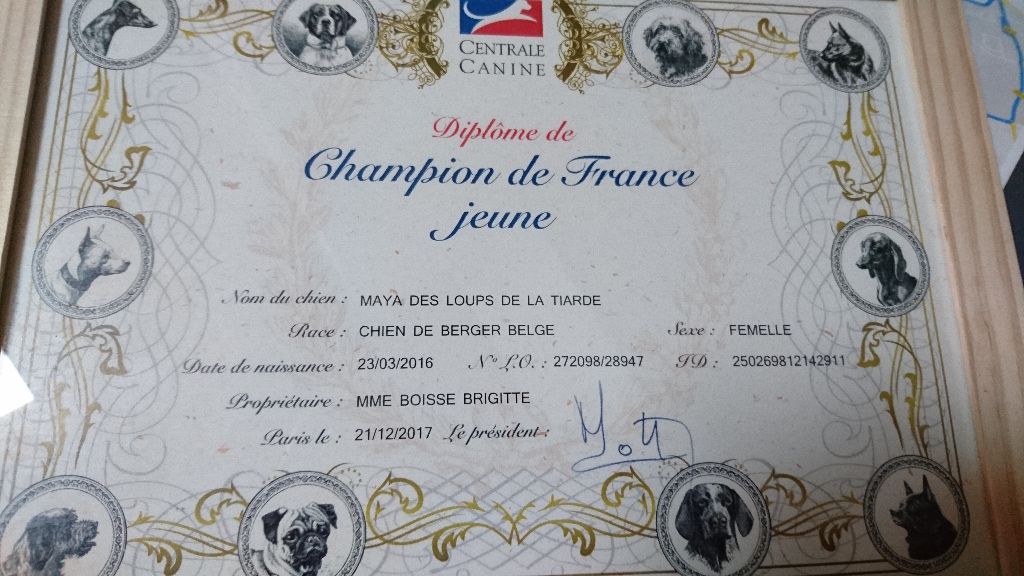 CENTRALE
CANINE
Diplôme de
Champion de France
jeune
Nom du chien : MAYA DES LOUPS DE LA TIARDE
Race : CHIEN DE BERGER BELGE Sexe : FEMELLE
Date de naissance : 23/03/2016 N° L.O. : 272098/28947 ID : 250269812142911
Propriétaire : MME BOISSE BRIGITTE
Paris le : 21/12/2017 Le président :